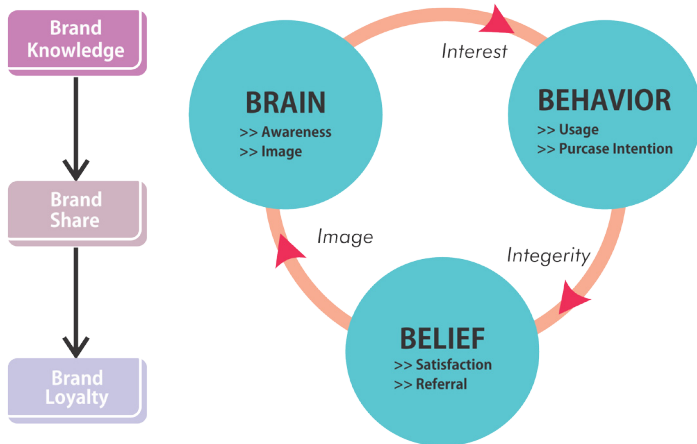 Brand
Knowledge
Brand
Share
Brand
Loyalty
BRAIN
>> Awareness
>> Image
Interest
BEHAVIOR
>> Usage
>> Purcase Intention
Integerity
BELIEF
>> Satisfaction
>> Referral
Image